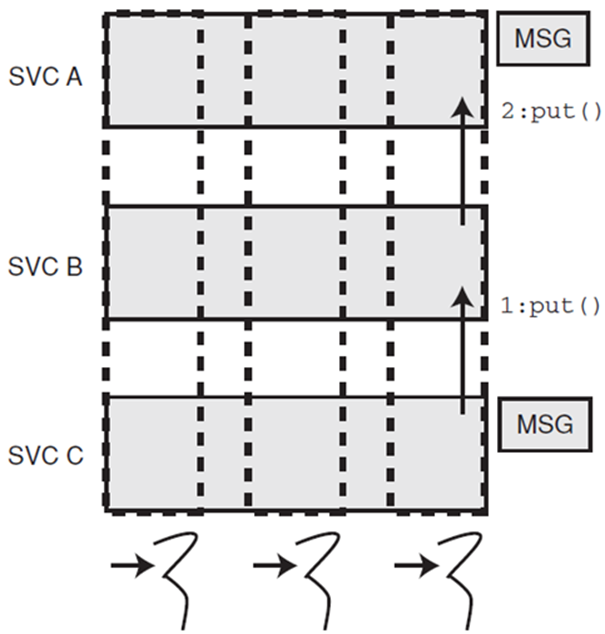 MSG
SVC A
2:put()
SVC B
1:put()
MSG
SVC C